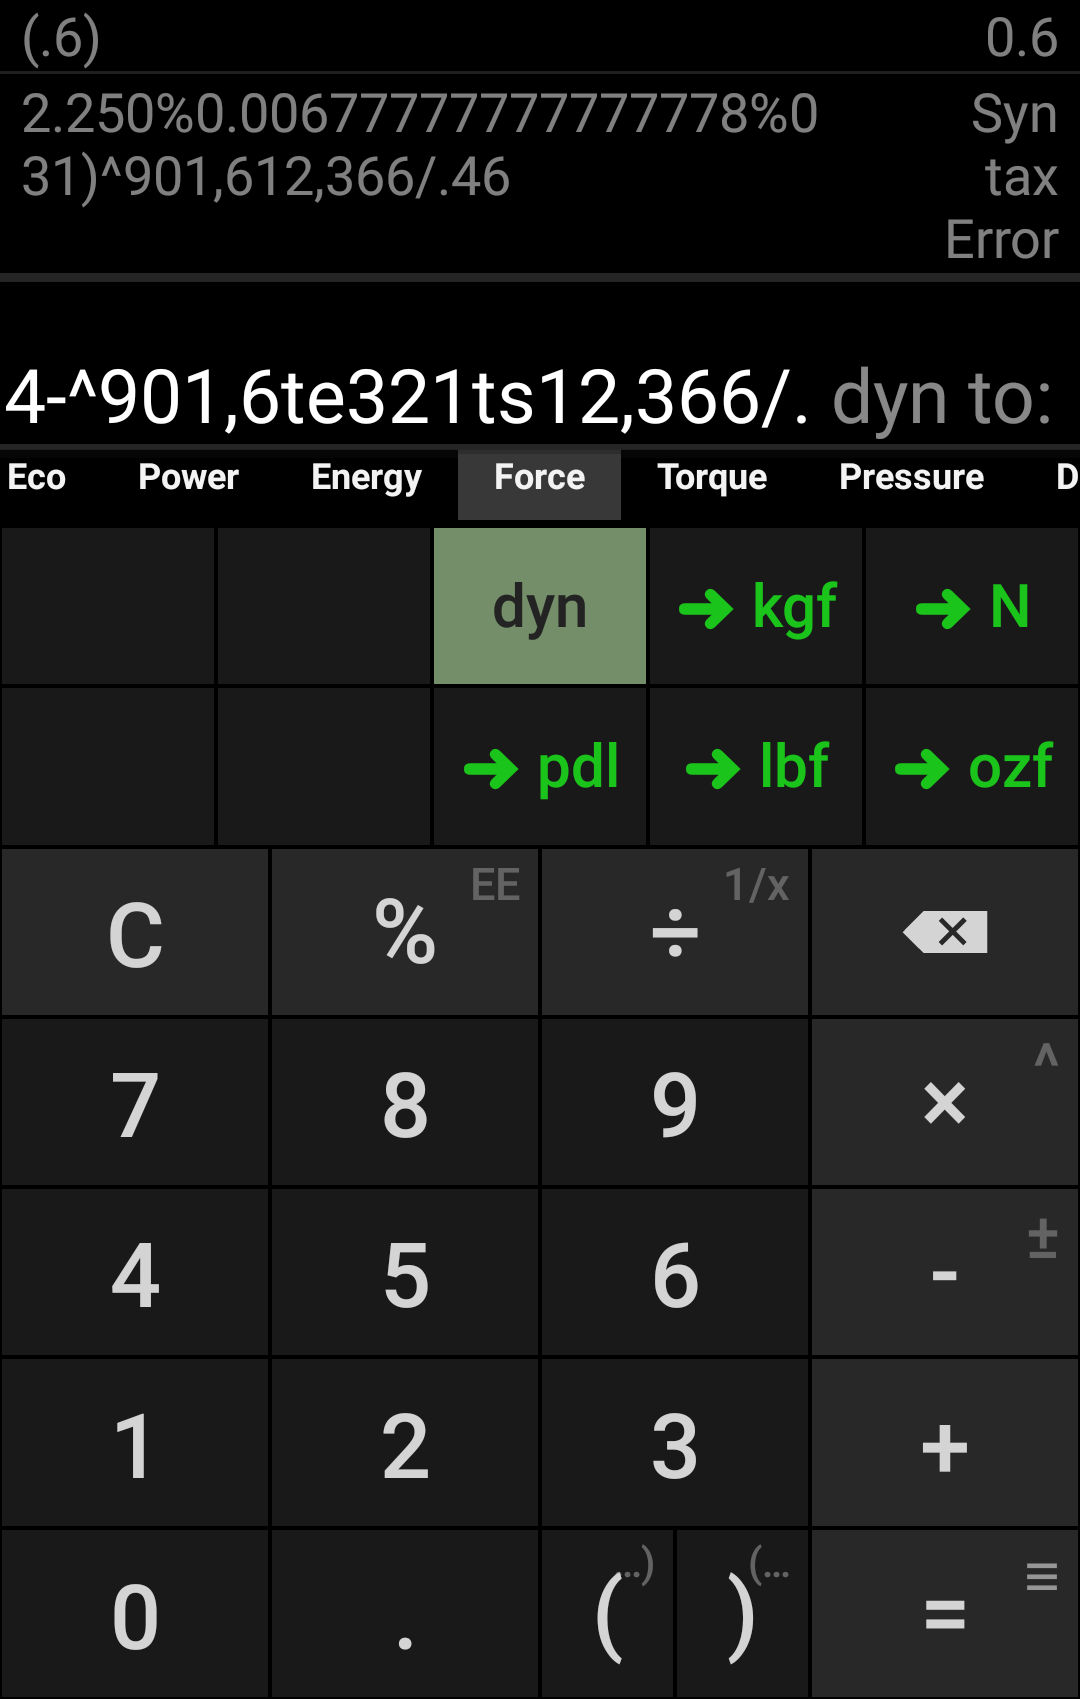 (.6) 0.6
2.250%0.00677777777777778%0 Syn
31)^901,612,366/.46 tax
Error
4-^901,6te321ts12,366/. dyn to:
Eco Power Energy Force Torque Pressure D
dyn ➔ kgf ➔ N
➔ pdl ➔ lbf ➔ ozf
C % EE ÷ 1/x
7 8 9 × ^
4 5 6 - ±
1 2 3 + 
0 . ( ..) ) (... = ≡